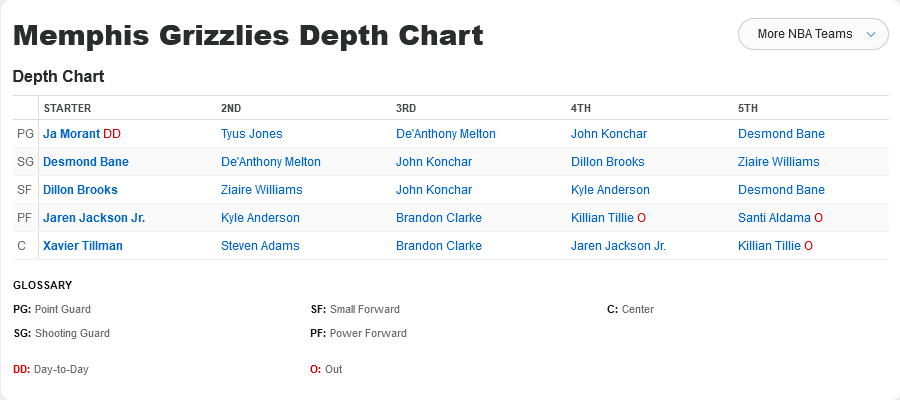 Memphis Grizzlies Depth Chart
More NBA Teams
Depth Chart
STARTER 2ND 3RD 4TH 5TH
PG Ja Morant DD Tyus Jones De'Anthony Melton John Konchar Desmond Bane
SG Desmond Bane De'Anthony Melton John Konchar Dillon Brooks Ziaire Williams
SF Dillon Brooks Ziaire Williams John Konchar Kyle Anderson Desmond Bane
PF Jaren Jackson Jr. Kyle Anderson Brandon Clarke Killian Tillie O Santi Aldama O
C Xavier Tillman Steven Adams Brandon Clarke Jaren Jackson Jr. Killian Tillie O
GLOSSARY
PG: Point Guard SF: Small Forward C: Center
SG: Shooting Guard PF: Power Forward
DD: Day-to-Day O: Out